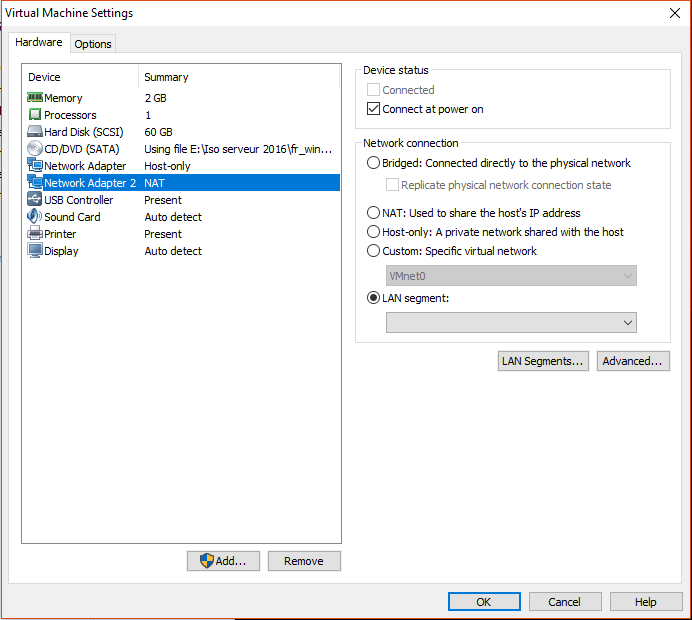 Virtual Machine Settings
Hardware
Options
Device Summary
Memory 2 GB
Processors 1
Hard Disk (SCSI) 60 GB
CD/DVD (SATA) Using file E:\Iso serveur 2016\fr_win...
Network Adapter Host-only
Network Adapter 2 NAT
USB Controller Present
Sound Card Auto detect
Printer Present
Display Auto detect
Add...
Remove
Device status
Connected
Connect at power on
Network connection
Bridged: Connected directly to the physical network
Replicate physical network connection state
NAT: Used to share the host's IP address
Host-only: A private network shared with the host
Custom: Specific virtual network
VMnet0
LAN segment:
LAN Segments...
Advanced...
OK
Cancel
Help